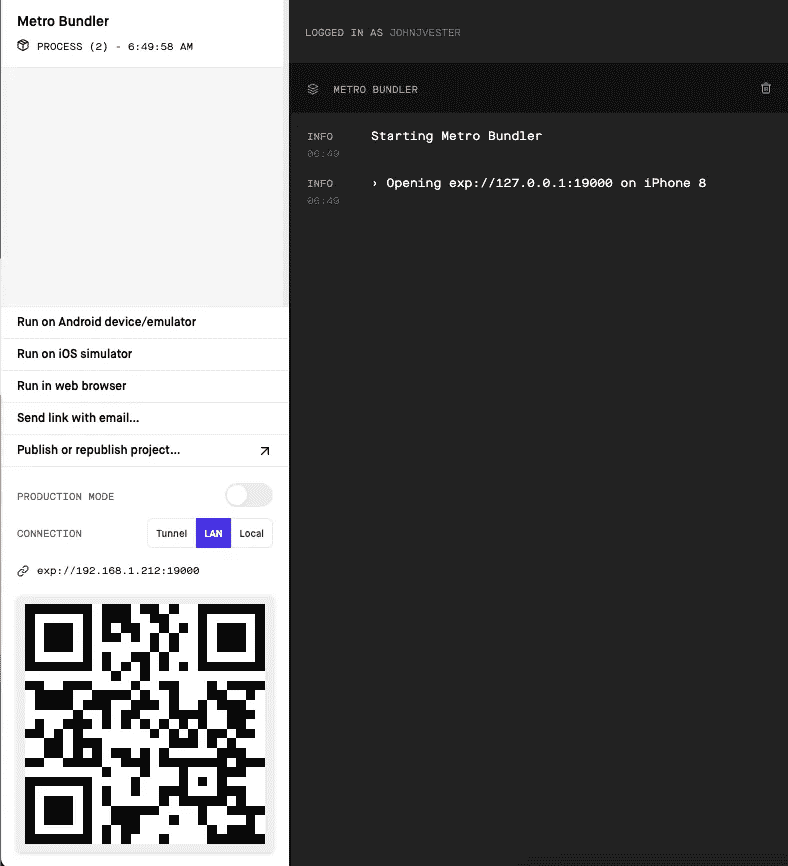 Metro Bundler
PROCESS (2) - 6:49:58 AM
Run on Android device/emulator
Run on iOS simulator
Run in web browser
Send link with email...
Publish or republish project...
PRODUCTION MODE
CONNECTION Tunnel LAN Local
exp://192.168.1.212:19000
LOGGED IN AS JOHNJVESTER
METRO BUNDLER
INFO Starting Metro Bundler
06:49
INFO › Opening exp://127.0.0.1:19000 on iPhone 8
06:49